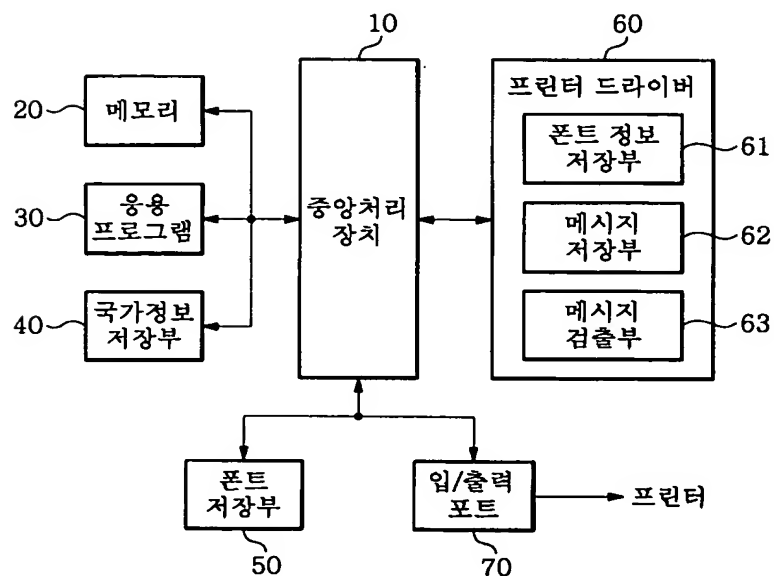 10
60
20
메모리
프린터 드라이버
폰트 정보
저장부
61
30
응용
프로그램
중앙처리
장치
메시지
저장부
62
40
국가정보
저장부
메시지
검출부
63
폰트
저장부
입/출력
포트
프린터
50
70